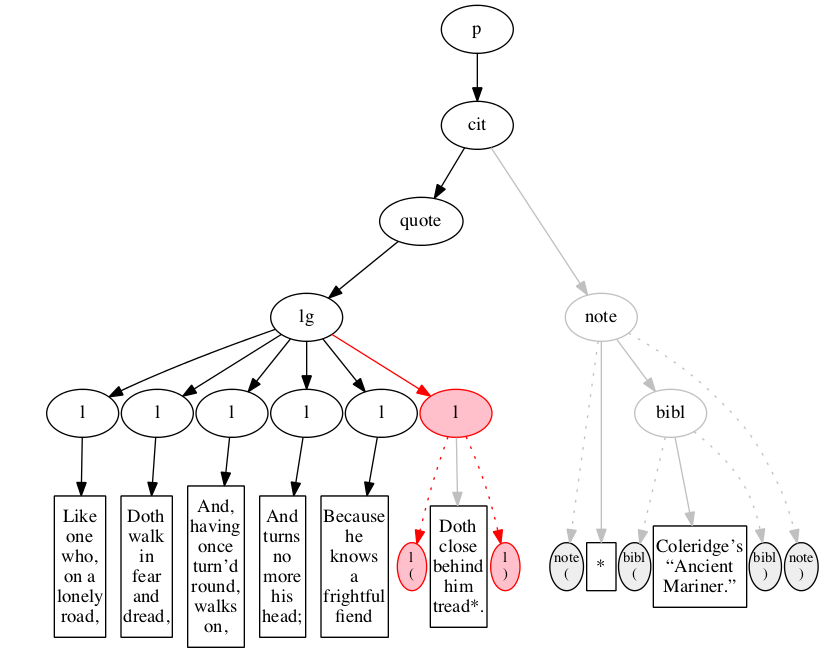 p
cit
quote
lg
note
l
l
l
l
l
l
bibl
Like
one
who,
on a
lonely
road,
Doth
walk
in
fear
and
dread,
And,
having
once
turn’d
round,
walks
on,
And
turns
no
more
his
head;
Because
he
knows
a
frightful
fiend
l
(
Doth
close
behind
him
tread*.
l
)
note
(
*
bibl
(
Coleridge’s
“Ancient
Mariner.”
bibl
)
note
)